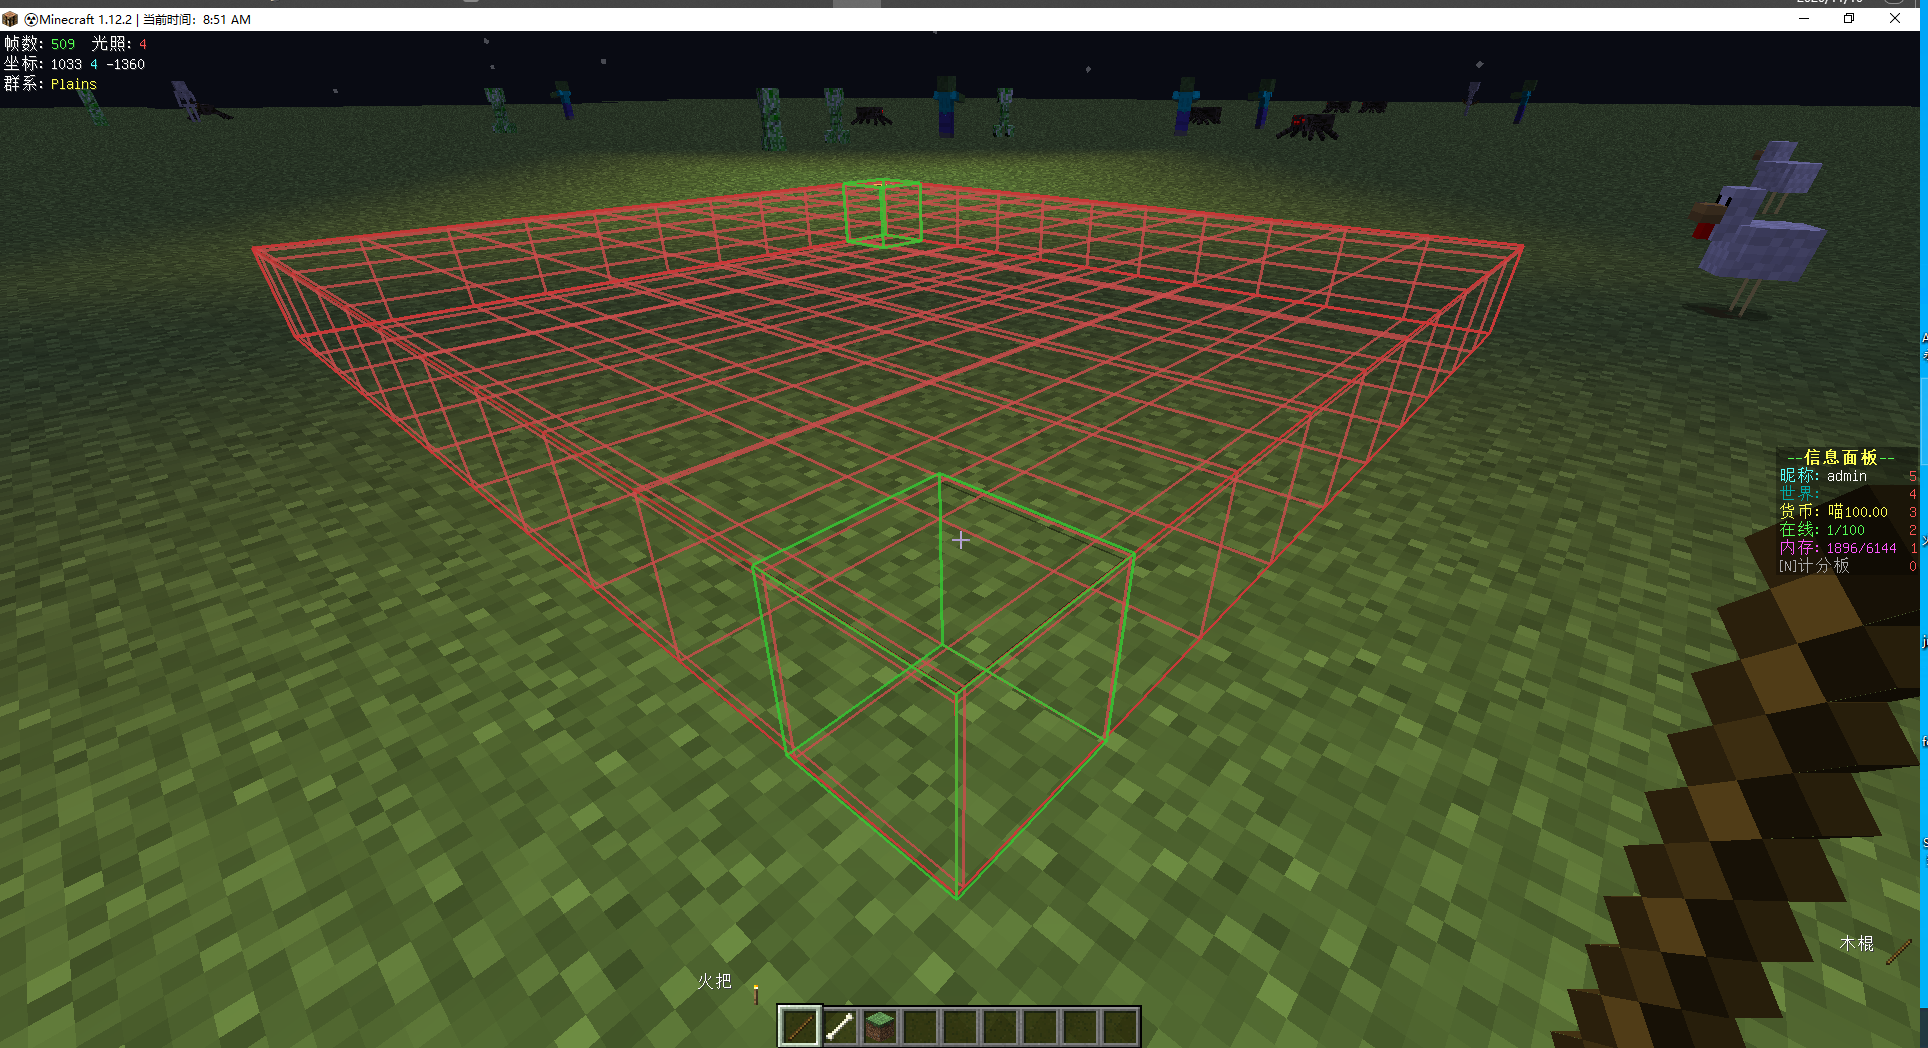 Minecraft 1.12.2 | 当前时间: 8:51 AM
帧数: 509 光照: 4
坐标: 1033 4 -1360
群系: Plains
--信息面板--
昵称: admin 5
世界: 4
货币: 喵100.00 3
在线: 1/100 2
内存: 1896/6144 1
[N]计分板 0
木棍
火把